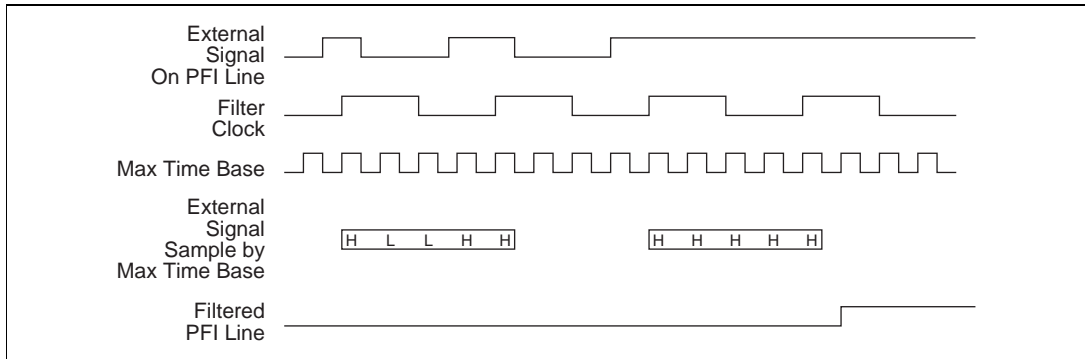 External
Signal
On PFI Line
Filter
Clock
Max Time Base
External
Signal
Sample by
Max Time Base
H L L H H
H H H H H
Filtered
PFI Line